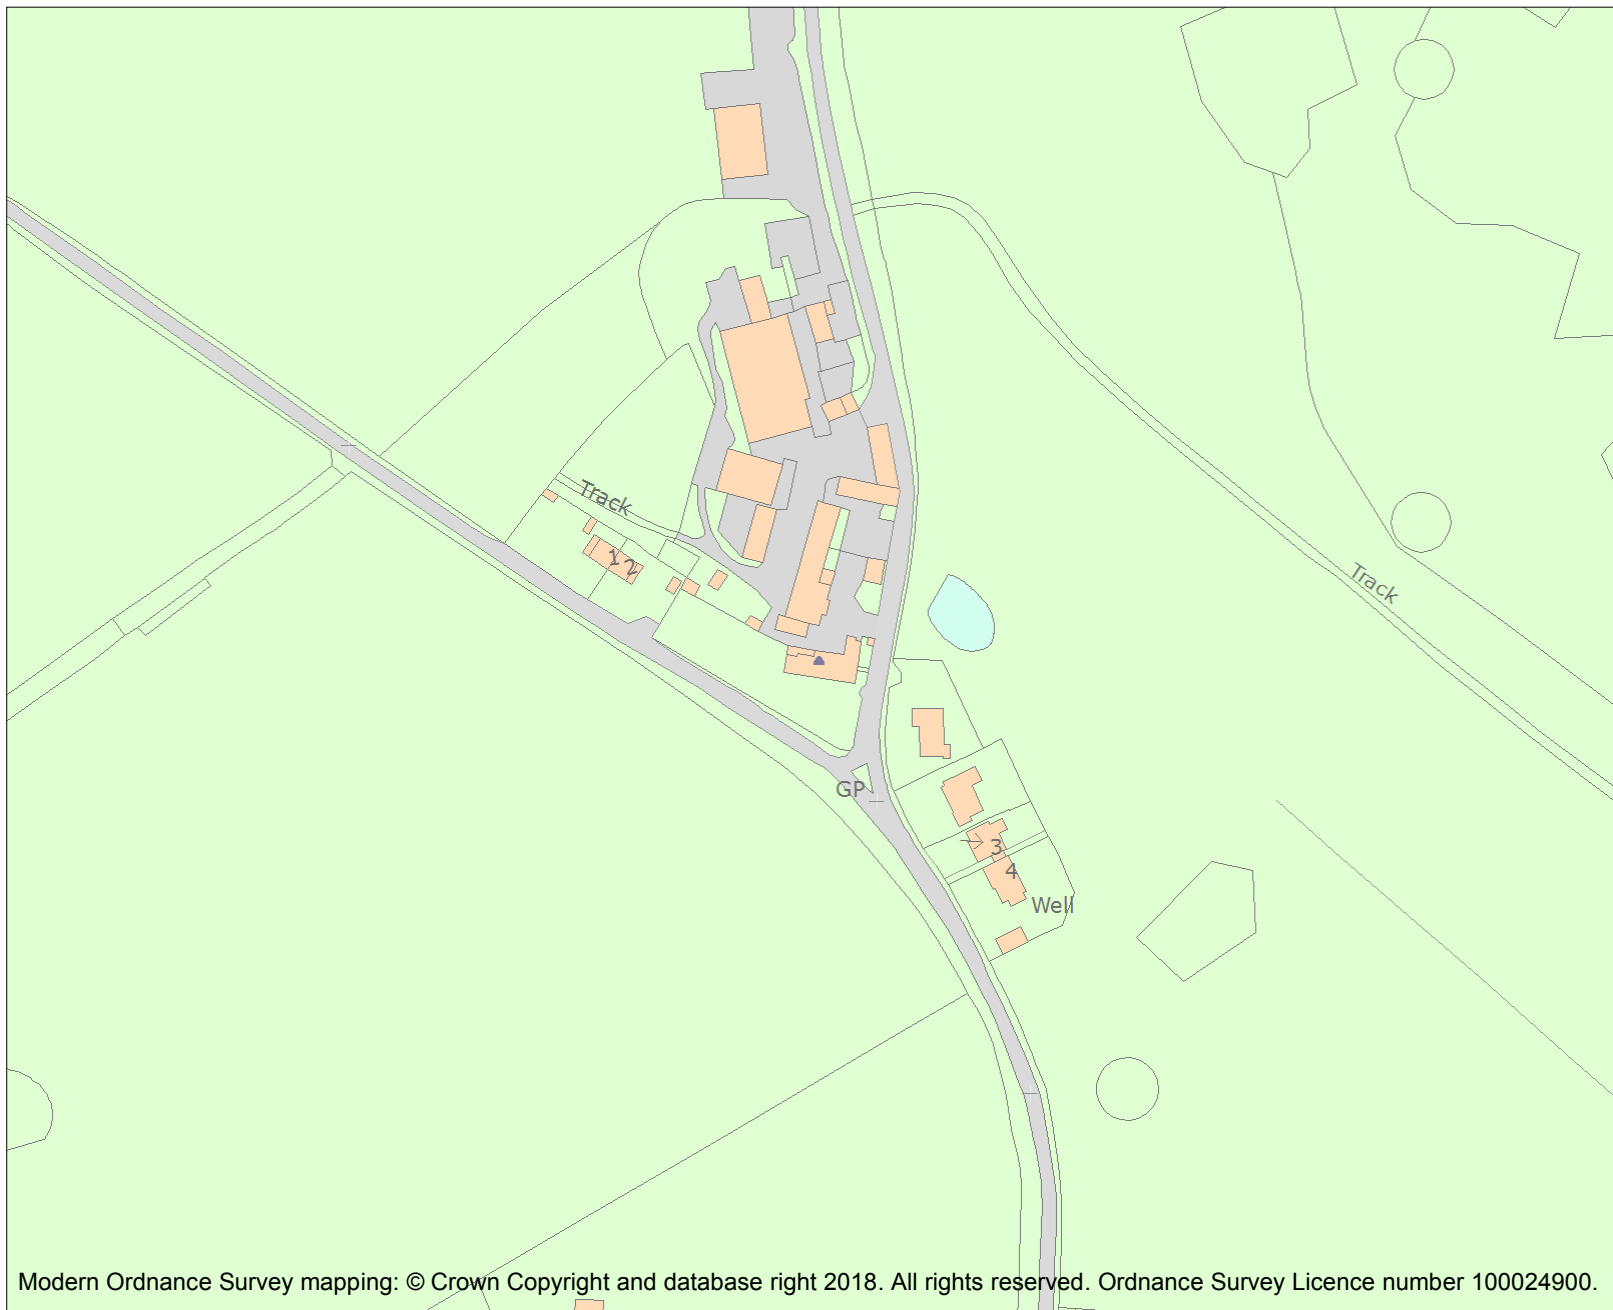 Track
1
2
Track
GP
3
4
Well
Modern Ordnance Survey mapping: © Crown Copyright and database right 2018. All rights reserved. Ordnance Survey Licence number 100024900.